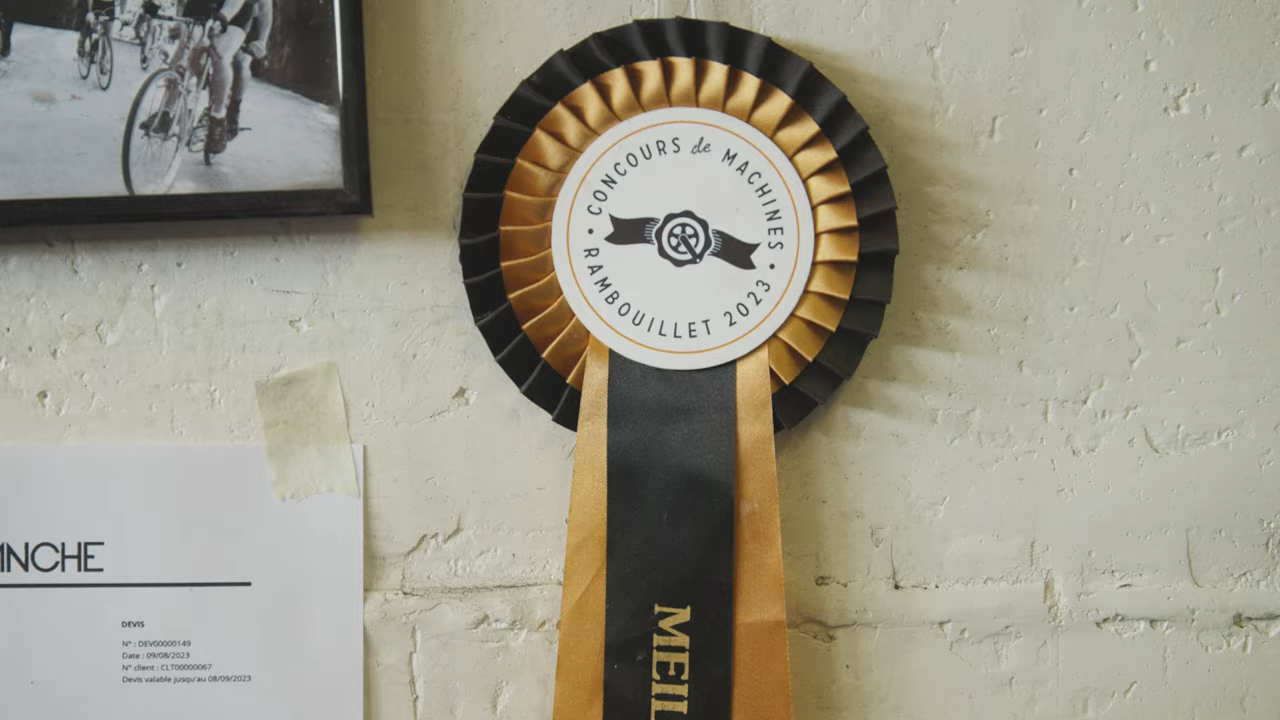 CONCOURS de MACHINES
RAMBOUILLET 2023
MEIL
ANCHE
DEVIS
N° : DEV00000149
Date : 09/08/2023
N° client : CLT00000067
Devis valable jusqu'au 08/09/2023